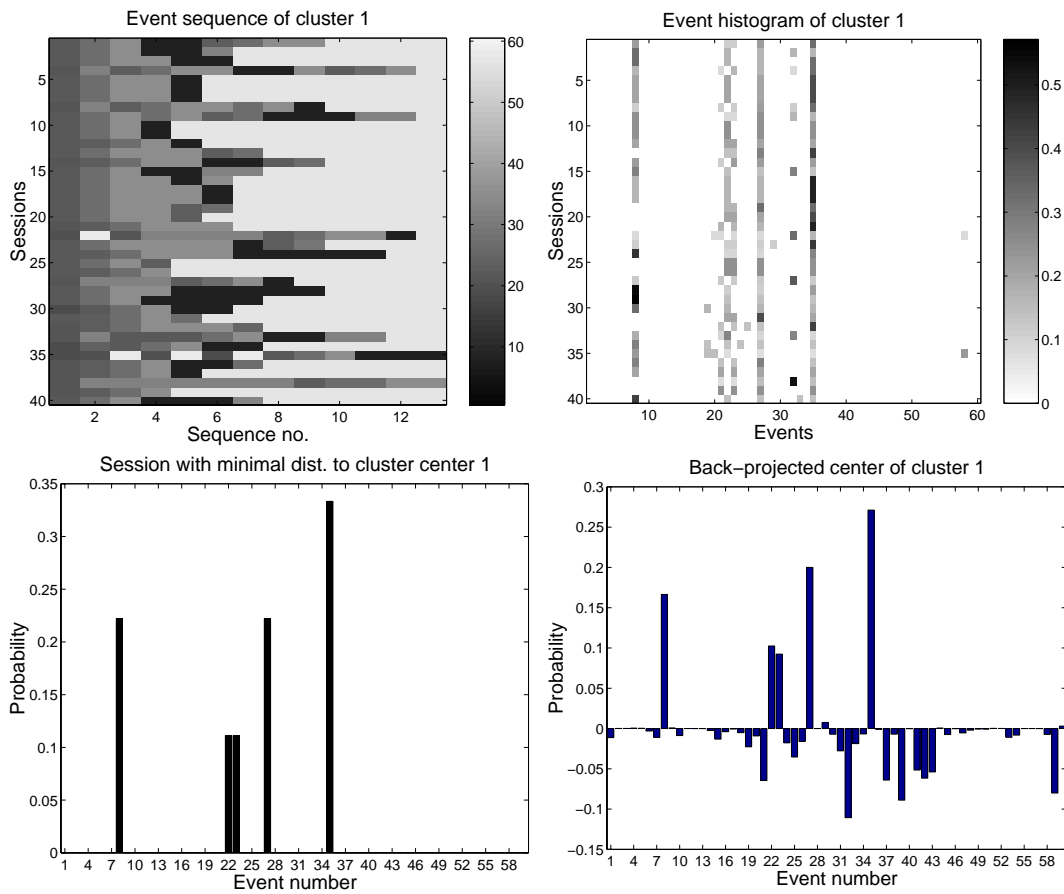 Event sequence of cluster 1
Event histogram of cluster 1
Sessions
5
10
15
20
25
30
35
40
2 4 6 8 10 12
Sequence no.
60
50
40
30
20
10
Sessions
5
10
15
20
25
30
35
40
10 20 30 40 50 60
Events
0.5
0.4
0.3
0.2
0.1
0
Session with minimal dist. to cluster center 1
Back−projected center of cluster 1
Probability
0.35
0.3
0.25
0.2
0.15
0.1
0.05
0
1 4 7 10 13 16 19 22 25 28 31 34 37 40 43 46 49 52 55 58
Event number
Probability
0.3
0.25
0.2
0.15
0.1
0.05
0
−0.05
−0.1
−0.15
1 4 7 10 13 16 19 22 25 28 31 34 37 40 43 46 49 52 55 58
Event number